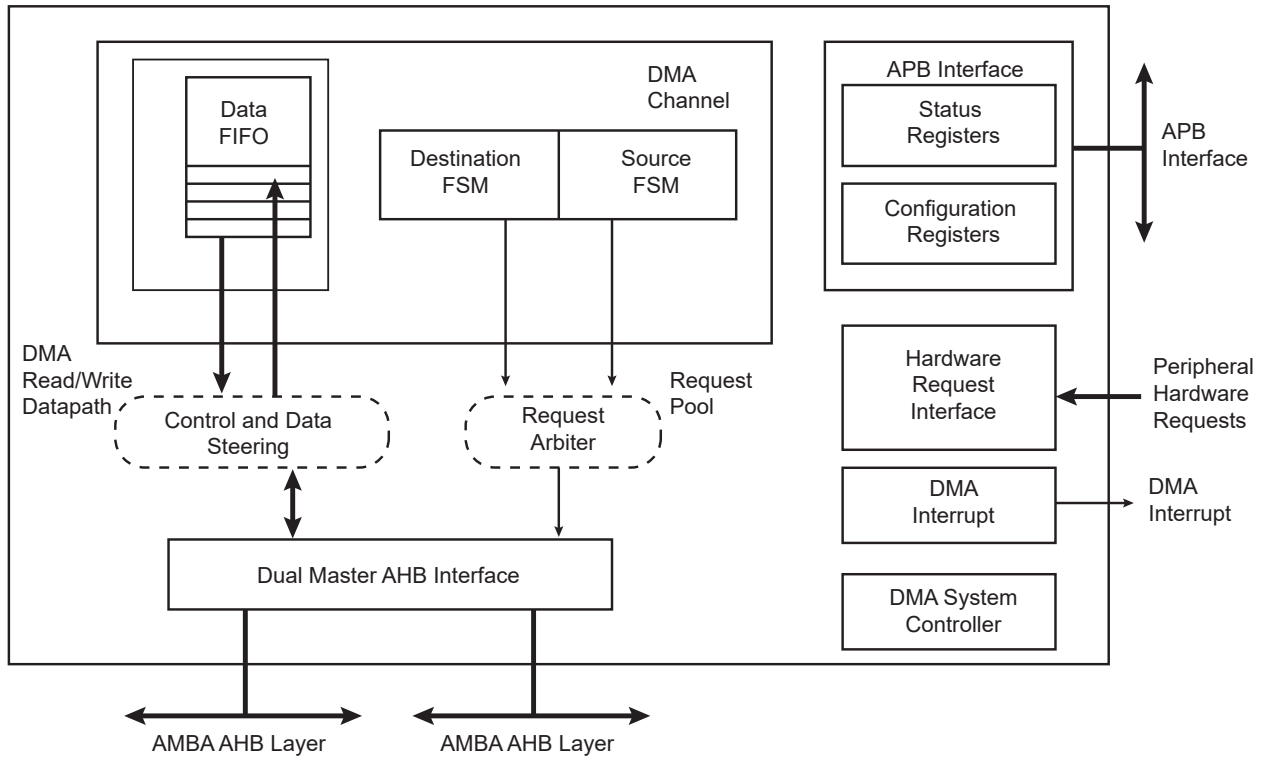 DMA
Channel
Data
FIFO
Destination
FSM
Source
FSM
APB Interface
Status
Registers
Configuration
Registers
APB
Interface
DMA
Read/Write
Datapath
Control and Data
Steering
Request
Arbiter
Request
Pool
Hardware
Request
Interface
Peripheral
Hardware
Requests
DMA
Interrupt
DMA
Interrupt
Dual Master AHB Interface
DMA System
Controller
AMBA AHB Layer
AMBA AHB Layer